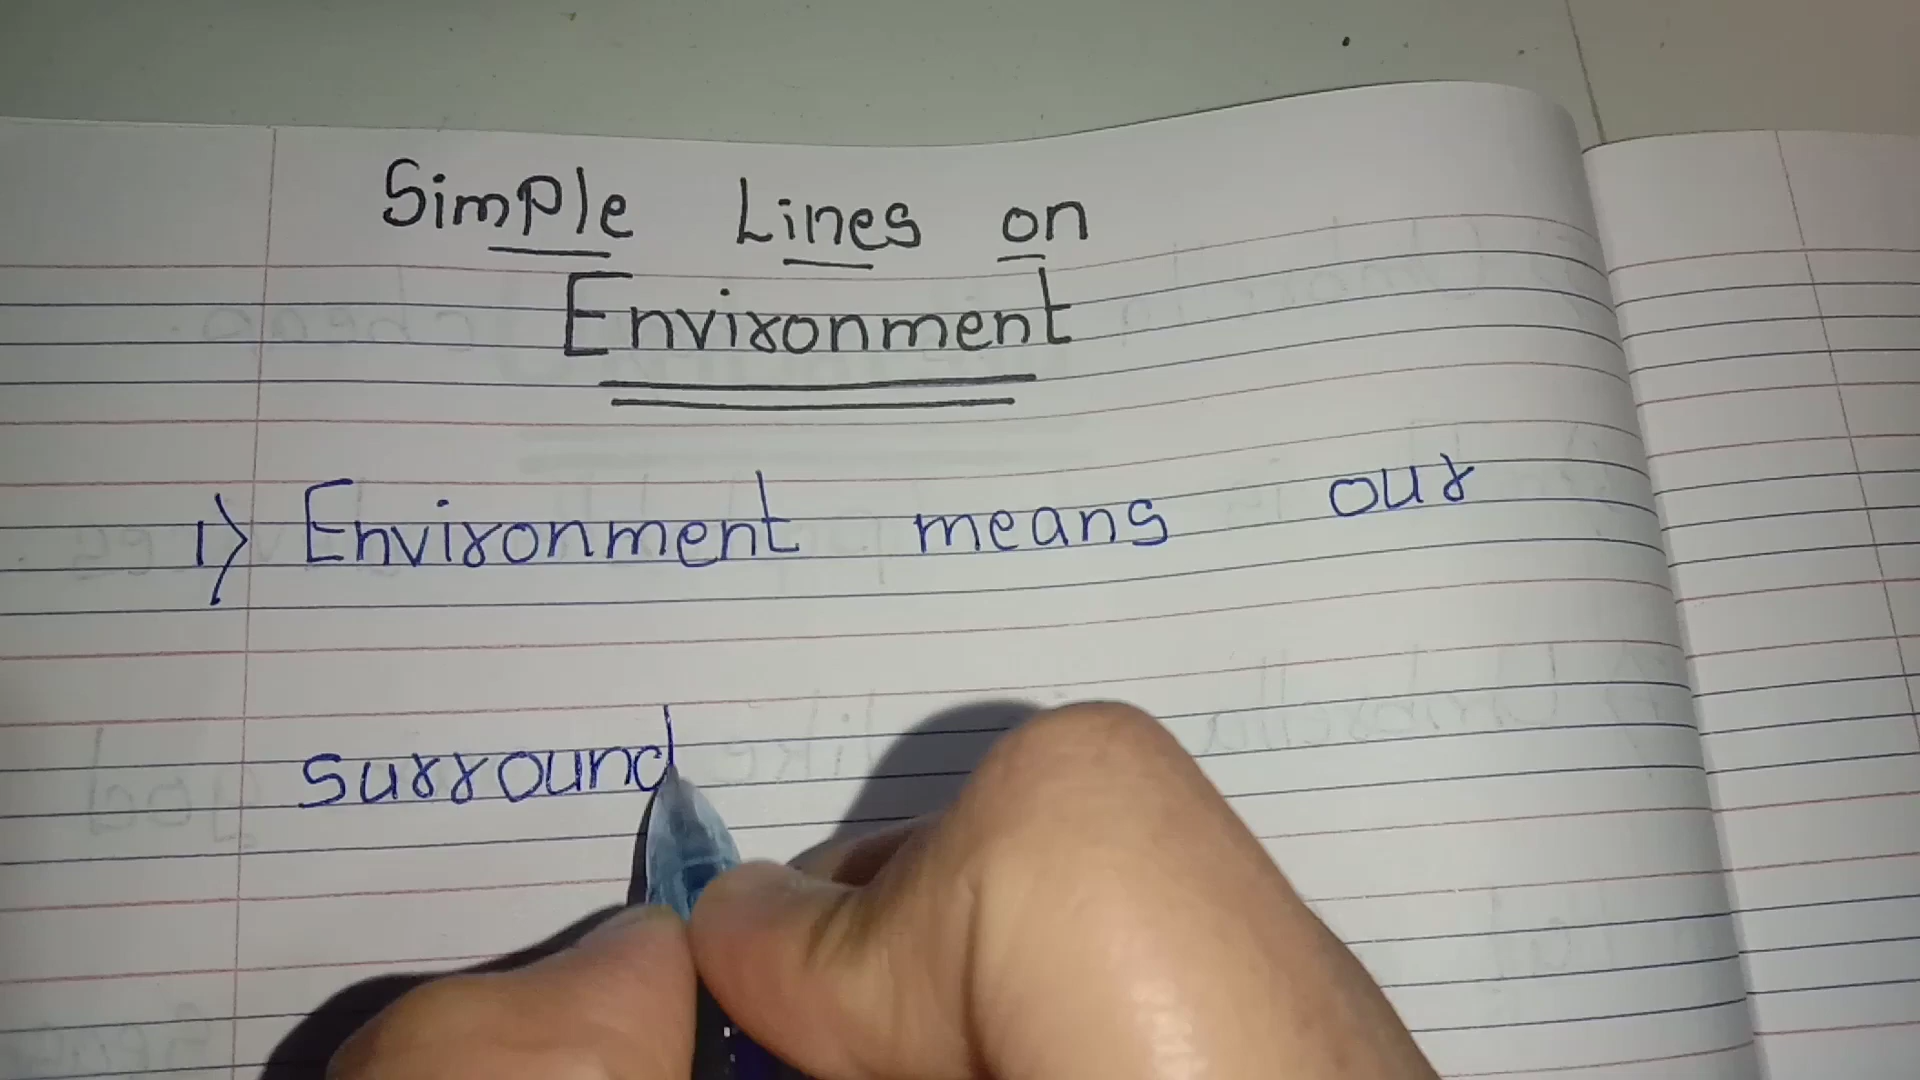 Simple Lines on
Environment
1) Environment means our
surround